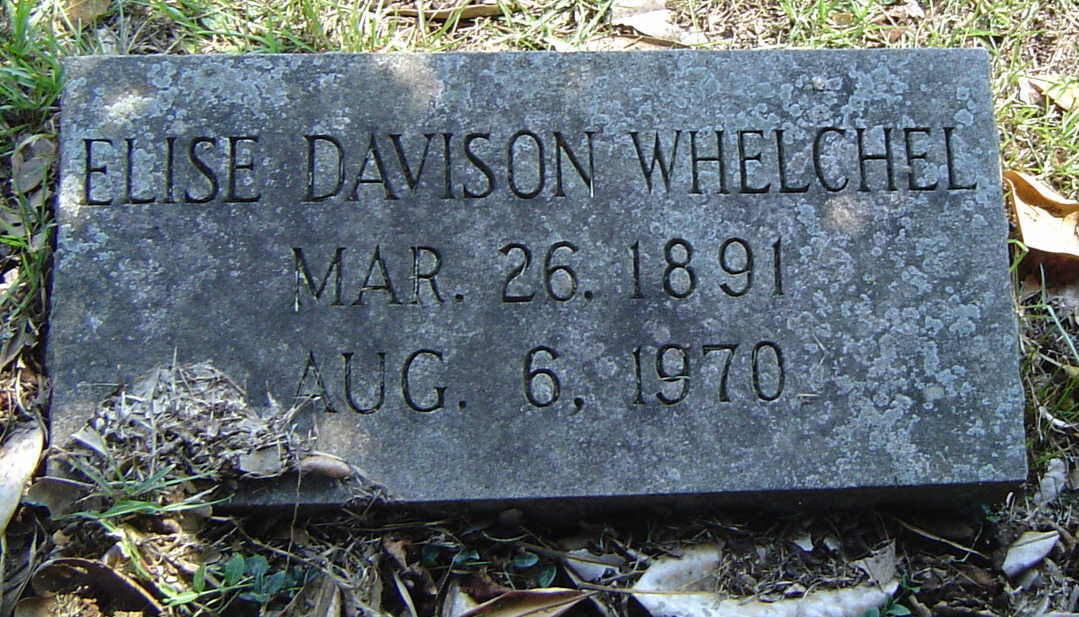 ELISE DAVISON WHELCHEL
MAR. 26. 1891
AUG. 6, 1970